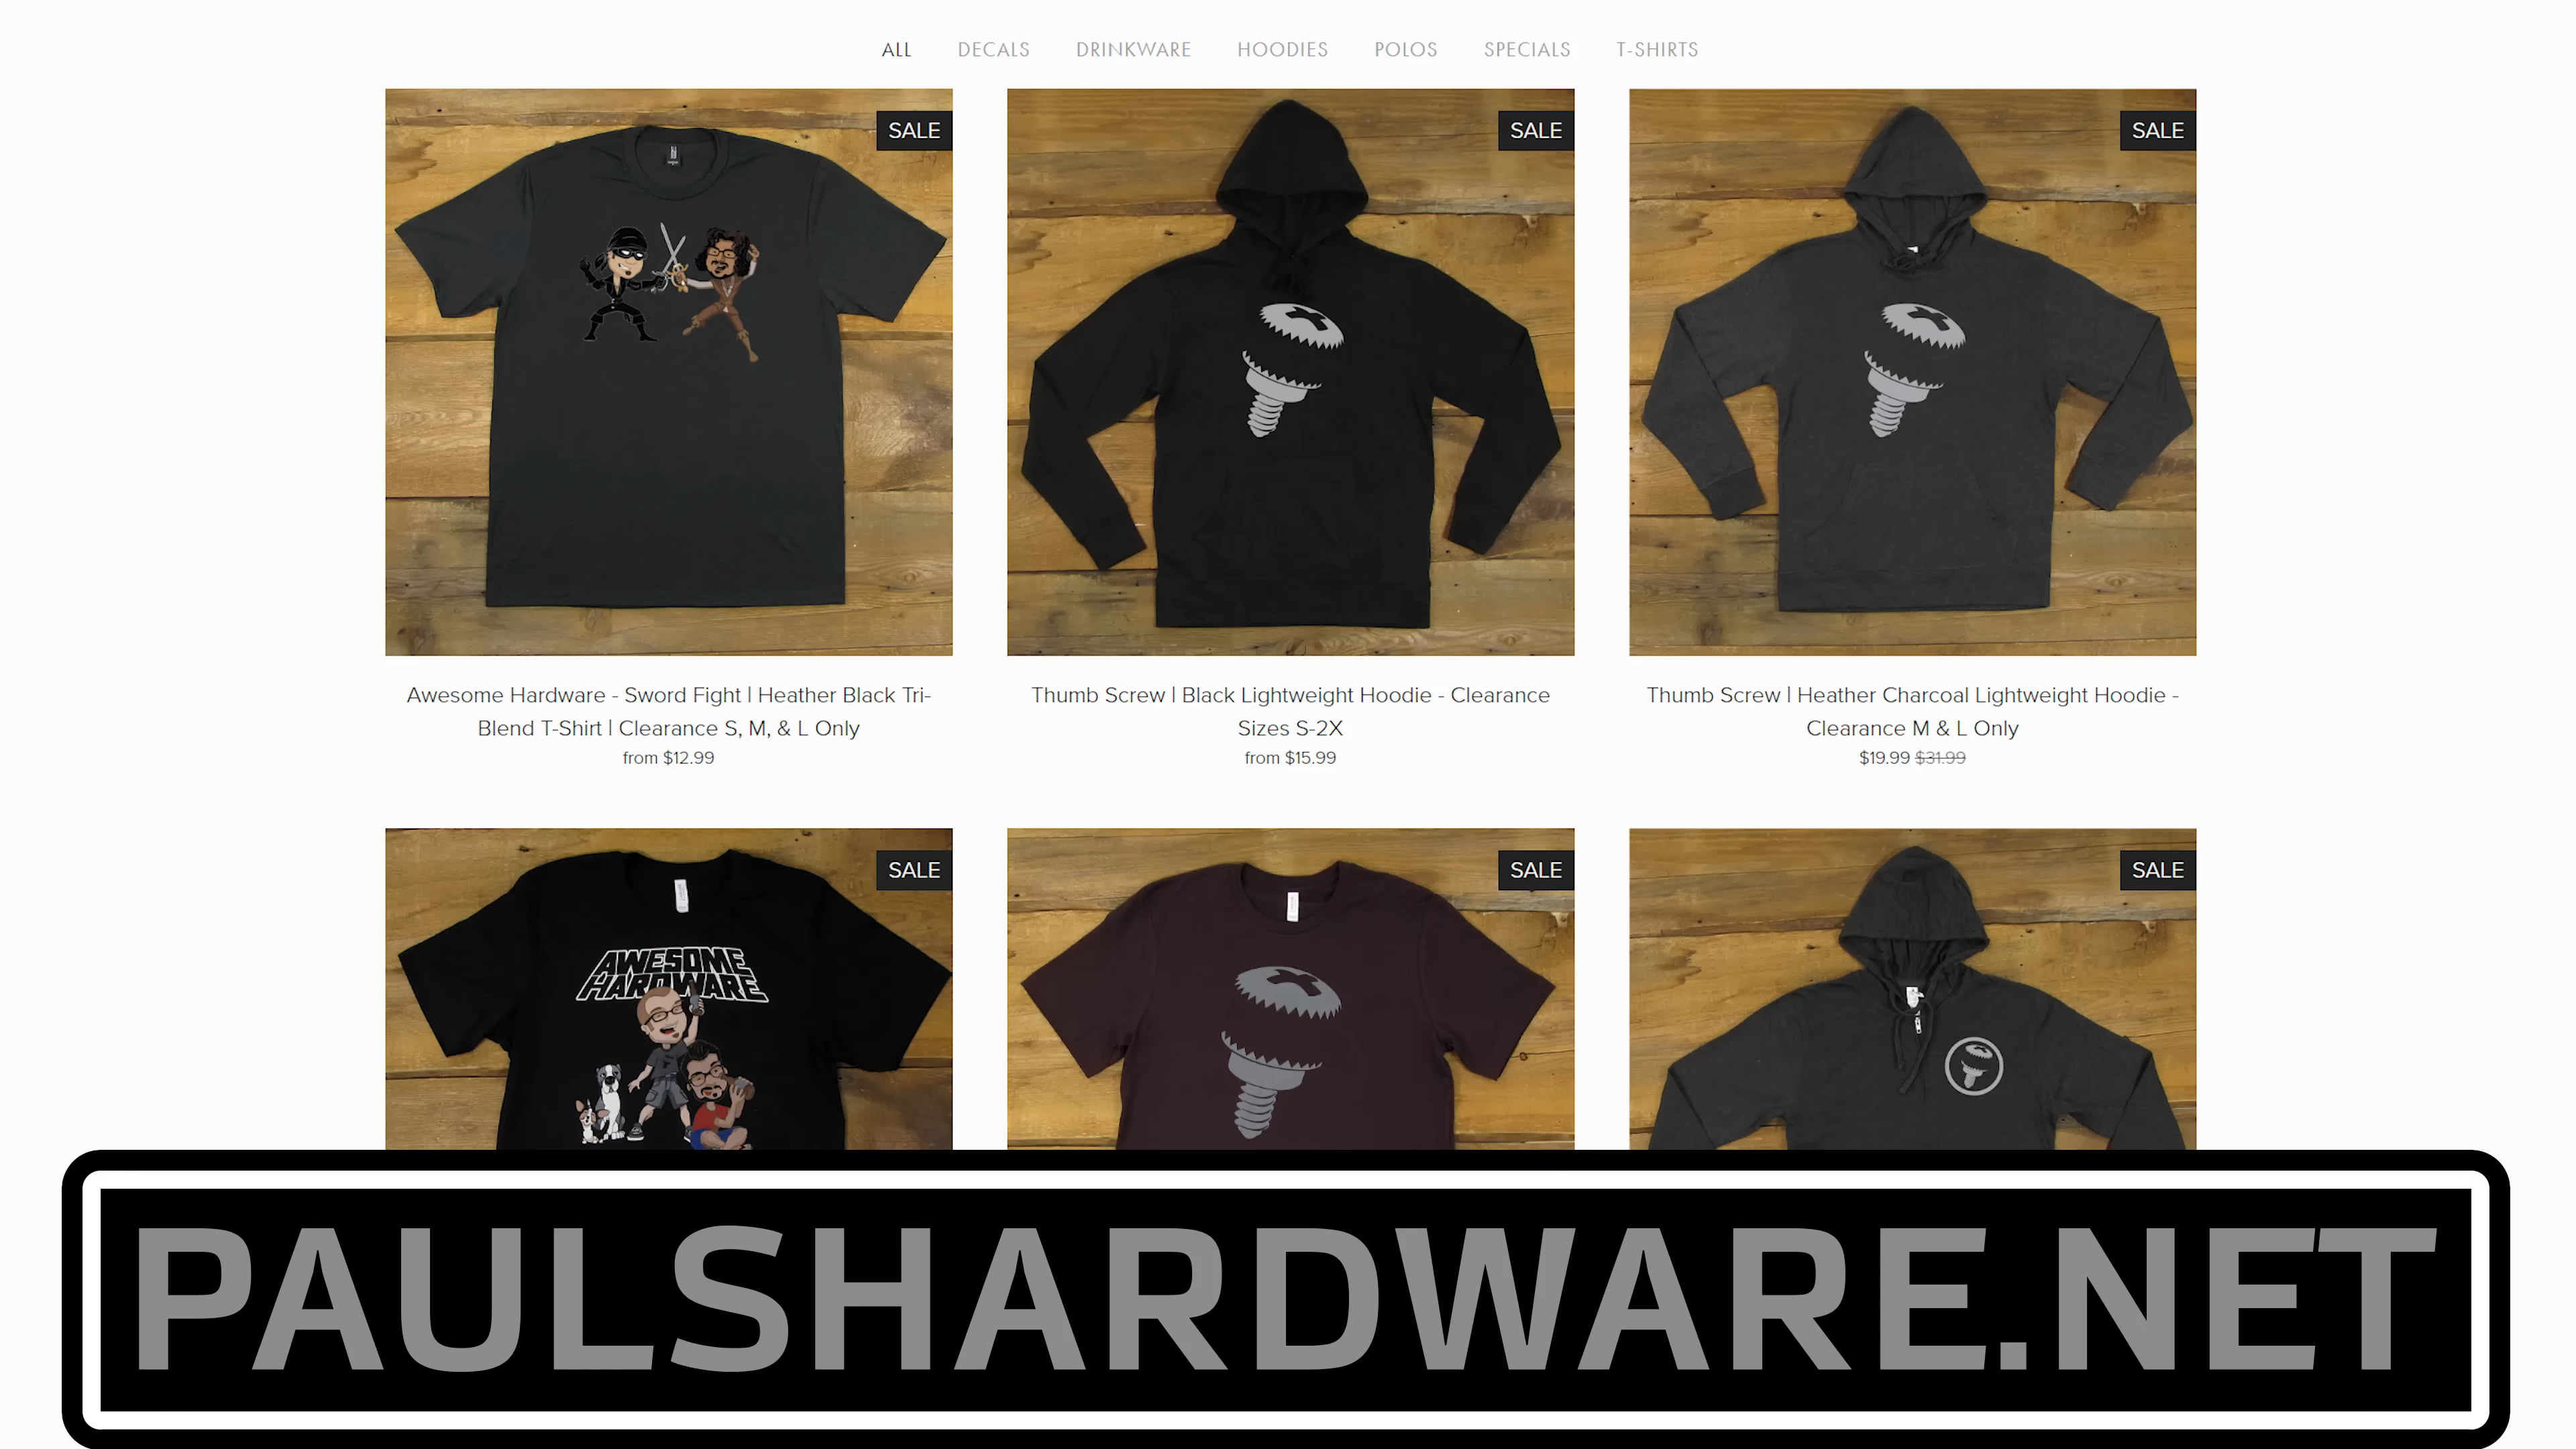 ALL DECALS DRINKWARE HOODIES POLOS SPECIALS T-SHIRTS
SALE
SALE
SALE
Awesome Hardware - Sword Fight | Heather Black Tri-
Blend T-Shirt | Clearance S, M, & L Only
from $12.99
Thumb Screw | Black Lightweight Hoodie - Clearance
Sizes S-2X
from $15.99
Thumb Screw | Heather Charcoal Lightweight Hoodie -
Clearance M & L Only
$19.99 $31.99
SALE
AWESOME
HARDWARE
SALE
SALE
PAULSHARDWARE.NET